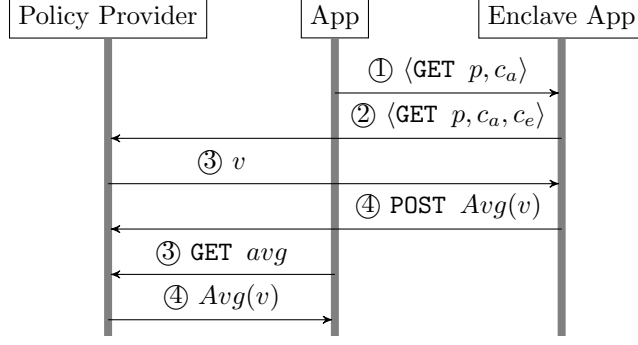 Policy Provider App Enclave App
① ⟨GET p, c_a⟩
② ⟨GET p, c_a, c_e⟩
③ v
④ POST Avg(v)
③ GET avg
④ Avg(v)